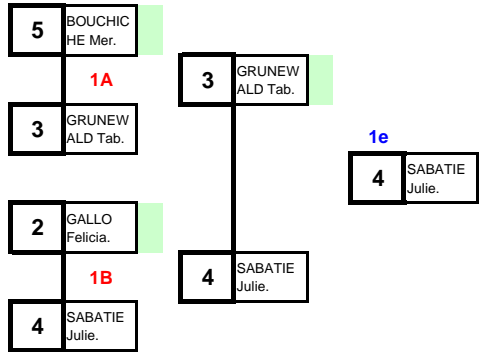 5
BOUCHIC
HE Mer.
1A
3
GRUNEW
ALD Tab.
2
GALLO
Felicia.
1B
4
SABATIE
Julie.
3
GRUNEW
ALD Tab.
4
SABATIE
Julie.
1e
4
SABATIE
Julie.